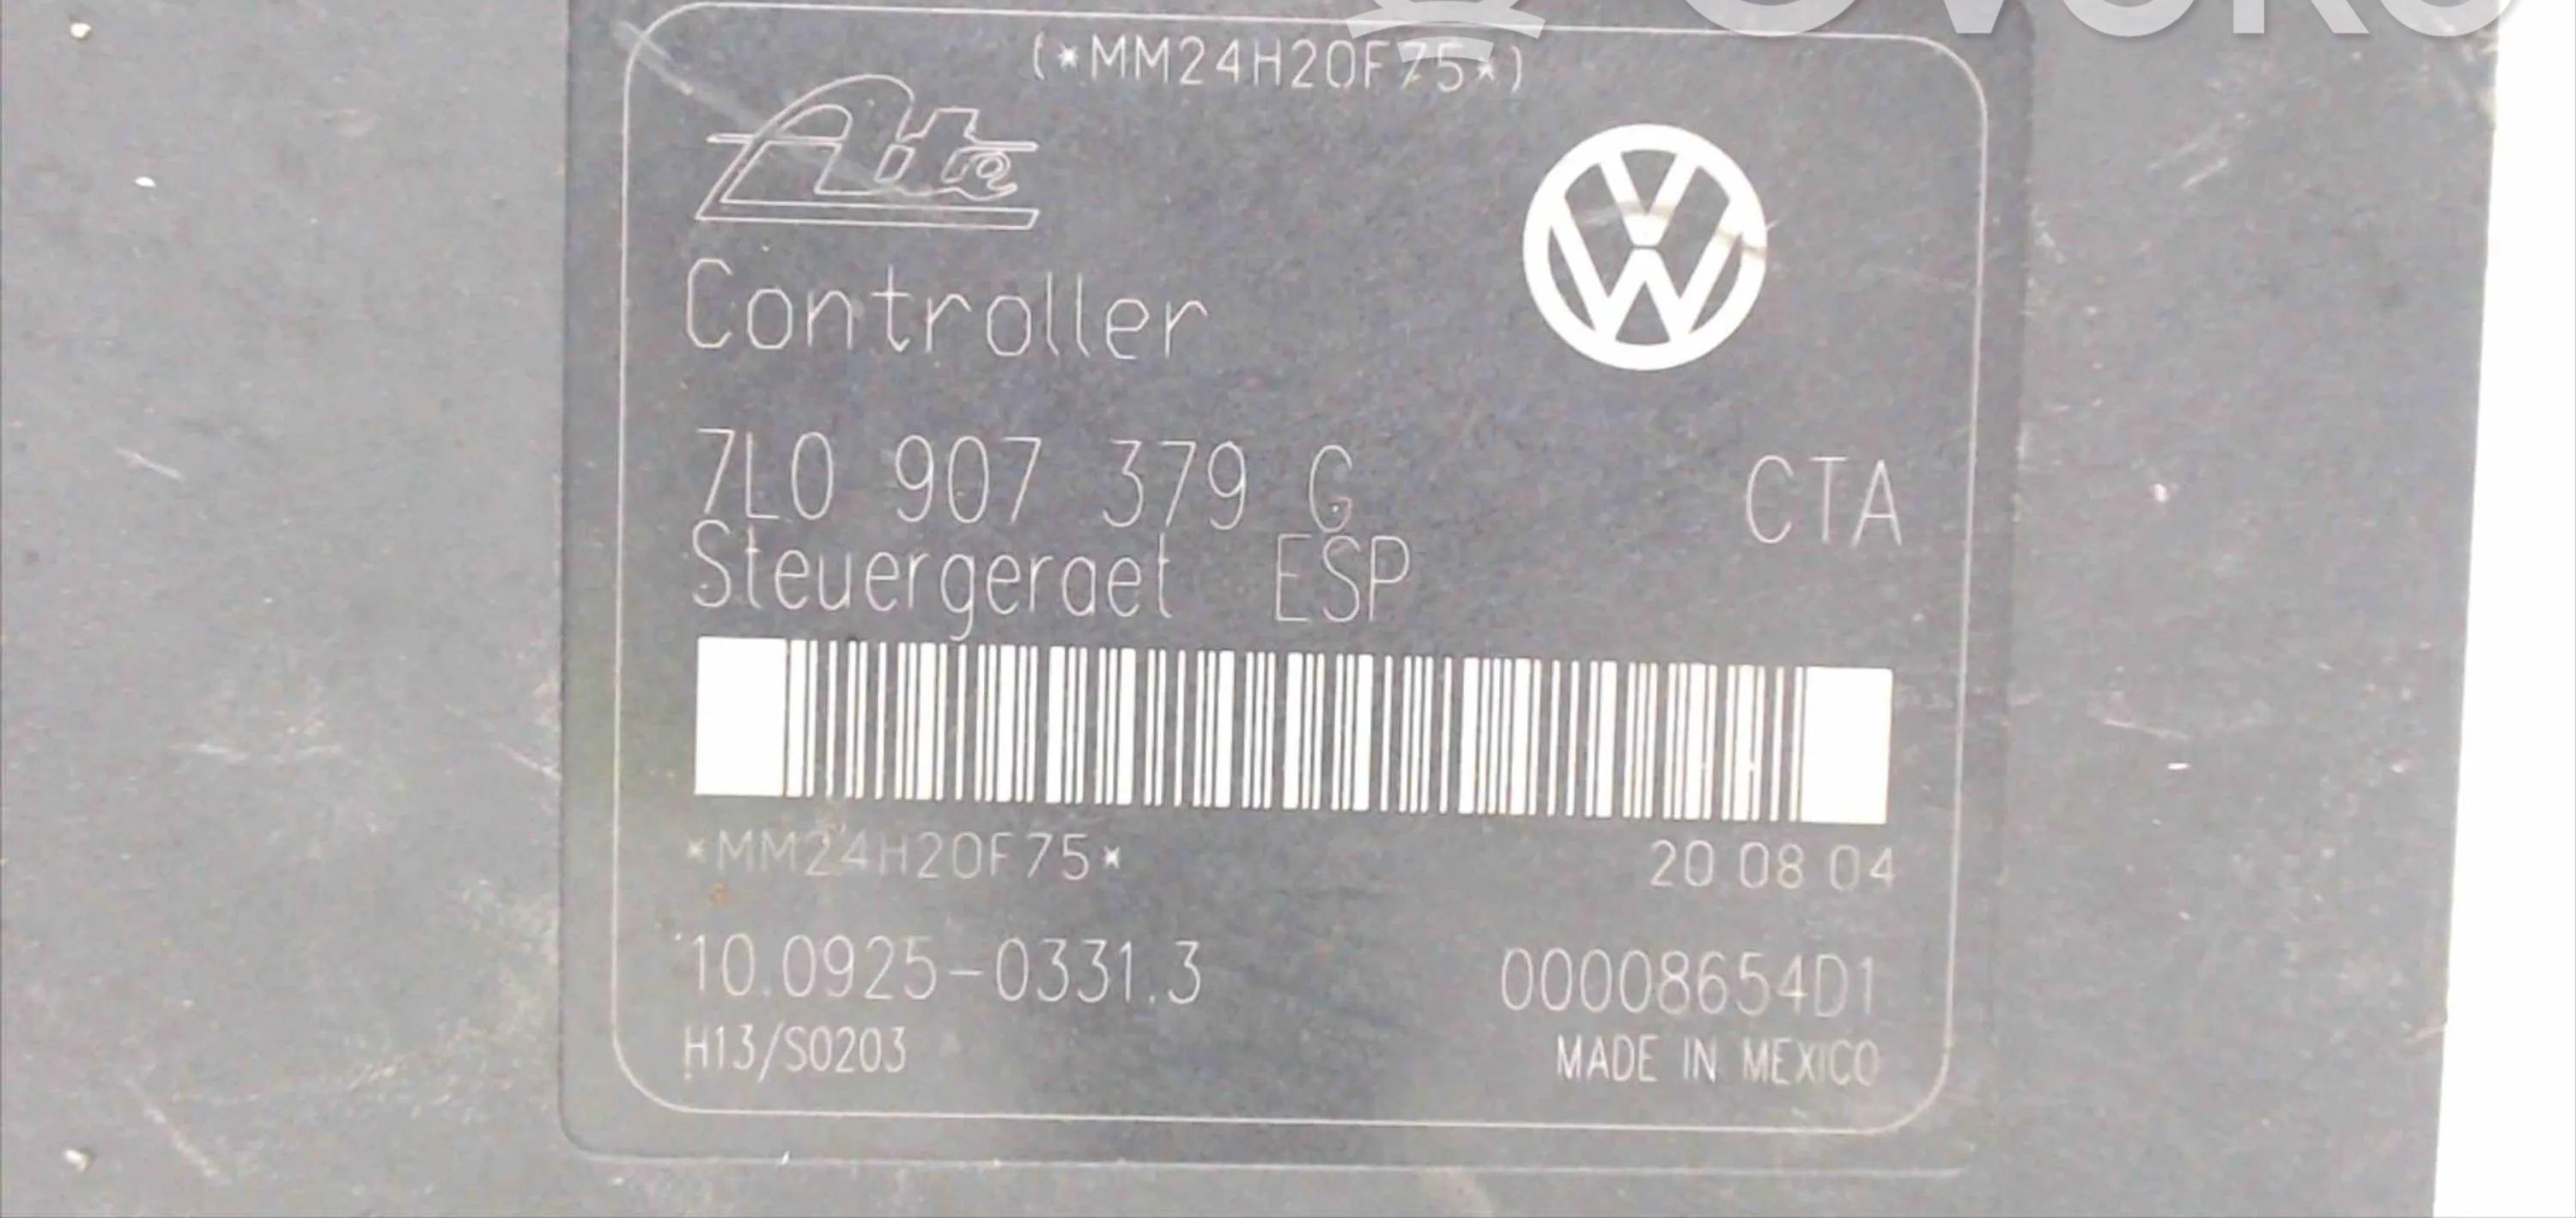 (*MM24H20F75*)
Ate
Controller
7L0 907 379 G CTA
Steuergeraet ESP
*MM24H20F75* 20 08 04
10.0925-0331.3 00008654D1
H13/S0203 MADE IN MEXICO